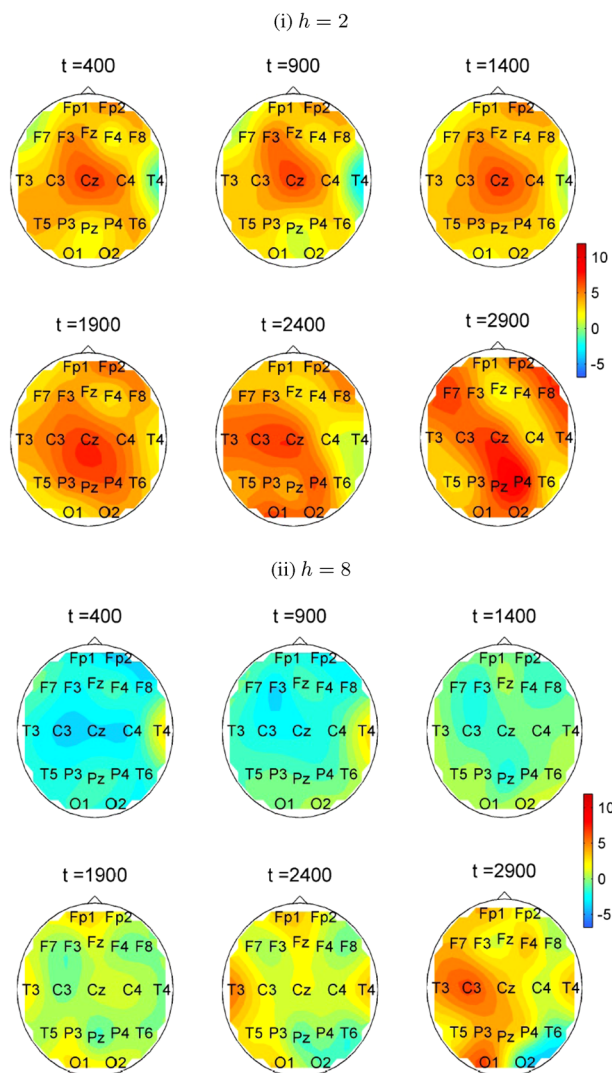 (i) h = 2
t =400 t =900 t =1400
Fp1 Fp2 Fp1 Fp2 Fp1 Fp2
F7 F3 Fz F4 F8 F7 F3 Fz F4 F8 F7 F3 Fz F4 F8
T3 C3 Cz C4 T4 T3 C3 Cz C4 T4 T3 C3 Cz C4 T4
T5 P3 Pz P4 T6 T5 P3 Pz P4 T6 T5 P3 Pz P4 T6
O1 O2 O1 O2 O1 O2
10
5
0
-5
t =1900 t =2400 t =2900
Fp1 Fp2 Fp1 Fp2 Fp1 Fp2
F7 F3 Fz F4 F8 F7 F3 Fz F4 F8 F7 F3 Fz F4 F8
T3 C3 Cz C4 T4 T3 C3 Cz C4 T4 T3 C3 Cz C4 T4
T5 P3 Pz P4 T6 T5 P3 Pz P4 T6 T5 P3 Pz P4 T6
O1 O2 O1 O2 O1 O2
(ii) h = 8
t =400 t =900 t =1400
Fp1 Fp2 Fp1 Fp2 Fp1 Fp2
F7 F3 Fz F4 F8 F7 F3 Fz F4 F8 F7 F3 Fz F4 F8
T3 C3 Cz C4 T4 T3 C3 Cz C4 T4 T3 C3 Cz C4 T4
T5 P3 Pz P4 T6 T5 P3 Pz P4 T6 T5 P3 Pz P4 T6
O1 O2 O1 O2 O1 O2
10
5
0
-5
t =1900 t =2400 t =2900
Fp1 Fp2 Fp1 Fp2 Fp1 Fp2
F7 F3 Fz F4 F8 F7 F3 Fz F4 F8 F7 F3 Fz F4 F8
T3 C3 Cz C4 T4 T3 C3 Cz C4 T4 T3 C3 Cz C4 T4
T5 P3 Pz P4 T6 T5 P3 Pz P4 T6 T5 P3 Pz P4 T6
O1 O2 O1 O2 O1 O2